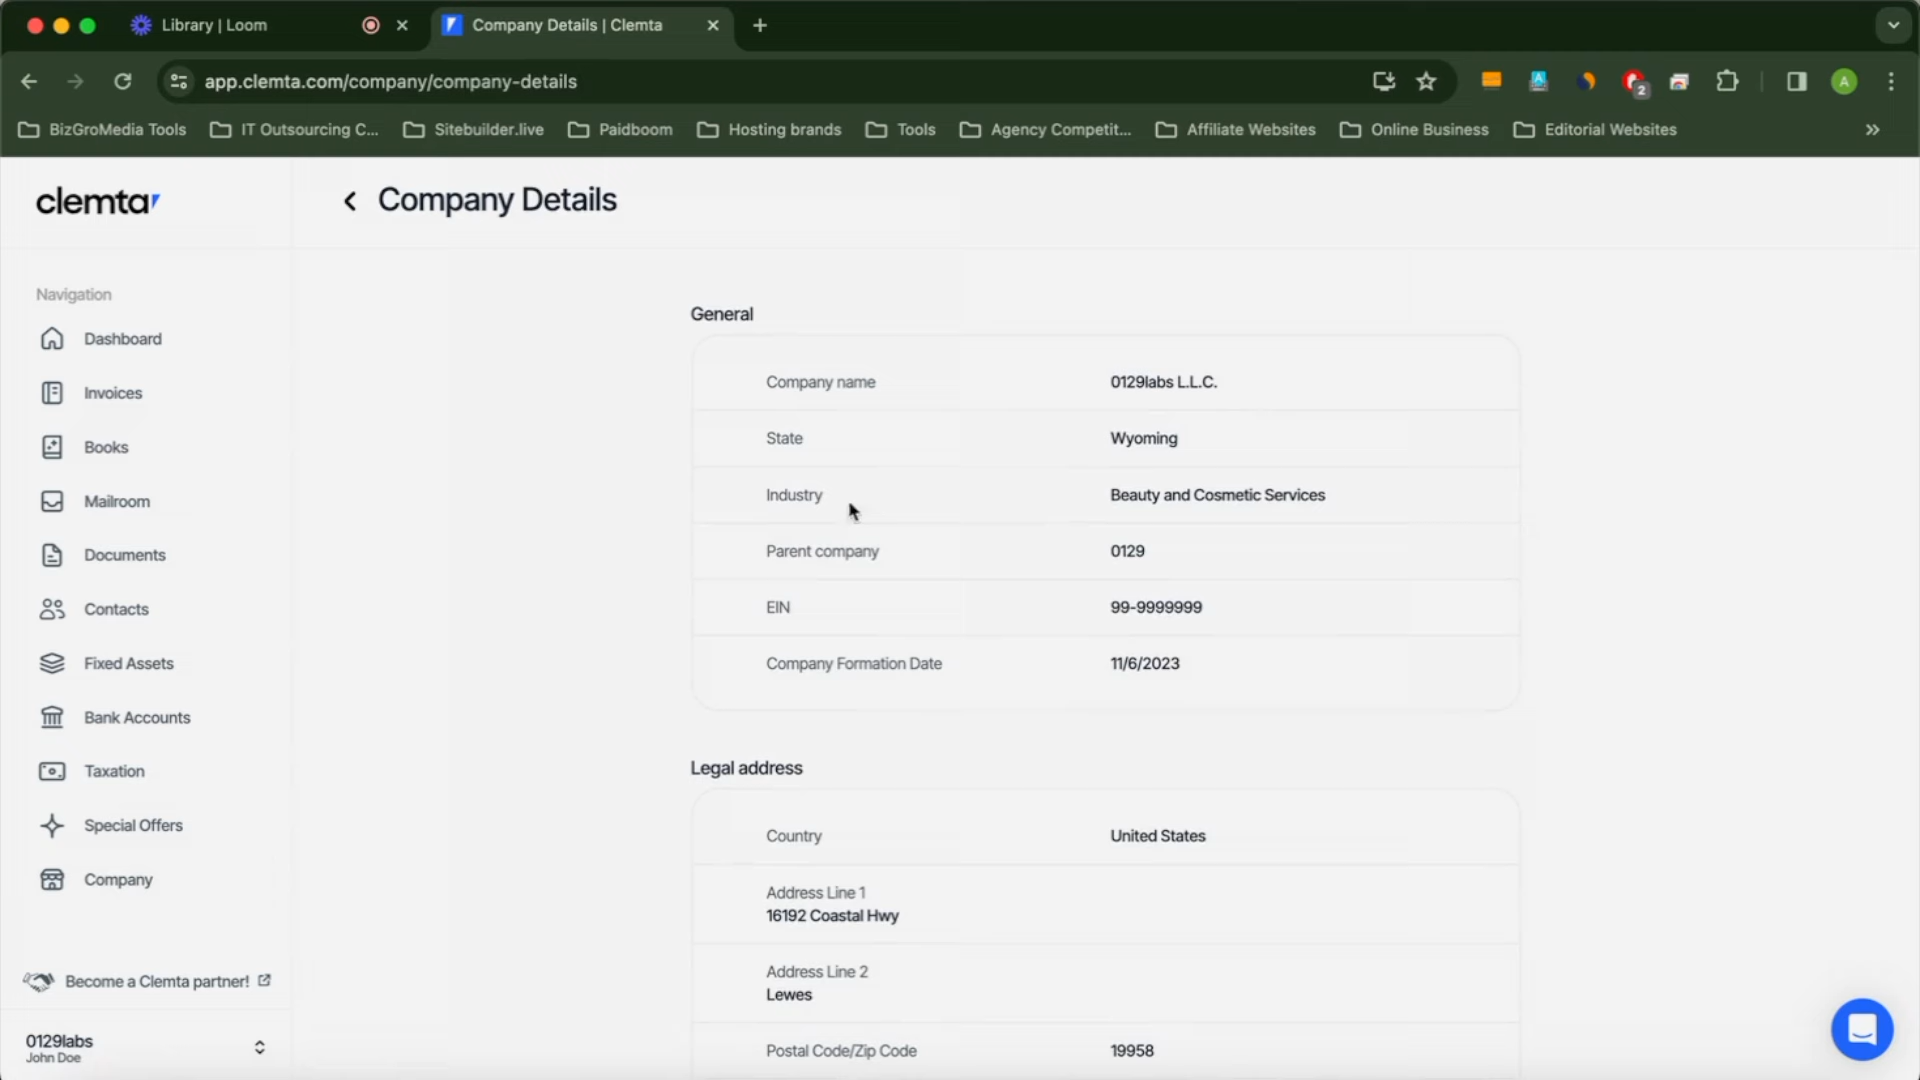 Library | Loom
Company Details | Clemta
app.clemta.com/company/company-details
2
A
BizGroMedia Tools
IT Outsourcing C...
Sitebuilder.live
Paidboom
Hosting brands
Tools
Agency Competit...
Affiliate Websites
Online Business
Editorial Websites
clemta
Company Details
Navigation
Dashboard
Invoices
Books
Mailroom
Documents
Contacts
Fixed Assets
Bank Accounts
Taxation
Special Offers
Company
Become a Clemta partner!
0129labs
John Doe
General
Company name 0129labs L.L.C.
State Wyoming
Industry Beauty and Cosmetic Services
Parent company 0129
EIN 99-9999999
Company Formation Date 11/6/2023
Legal address
Country United States
Address Line 1
16192 Coastal Hwy
Address Line 2
Lewes
Postal Code/Zip Code 19958